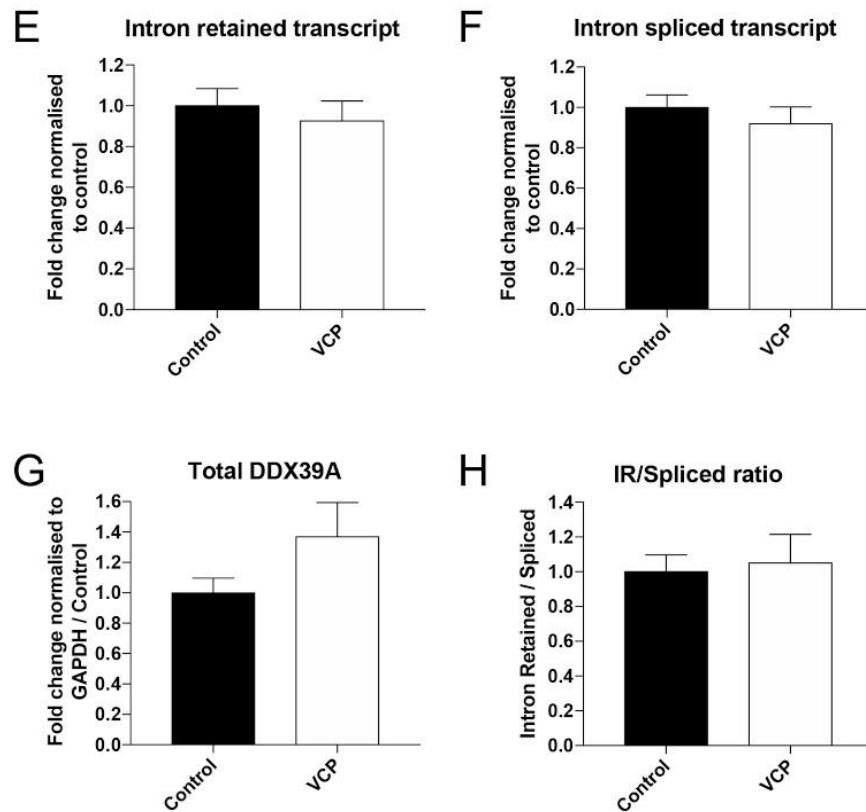 E
Intron retained transcript
Fold change normalised
to control
1.2
1.0
0.8
0.6
0.4
0.2
0.0
Control
VCP
F
Intron spliced transcript
Fold change normalised
to control
1.2
1.0
0.8
0.6
0.4
0.2
0.0
Control
VCP
G
Total DDX39A
Fold change normalised to
GAPDH / Control
1.6
1.4
1.2
1.0
0.8
0.6
0.4
0.2
0.0
Control
VCP
H
IR/Spliced ratio
Intron Retained / Spliced
1.4
1.2
1.0
0.8
0.6
0.4
0.2
0.0
Control
VCP